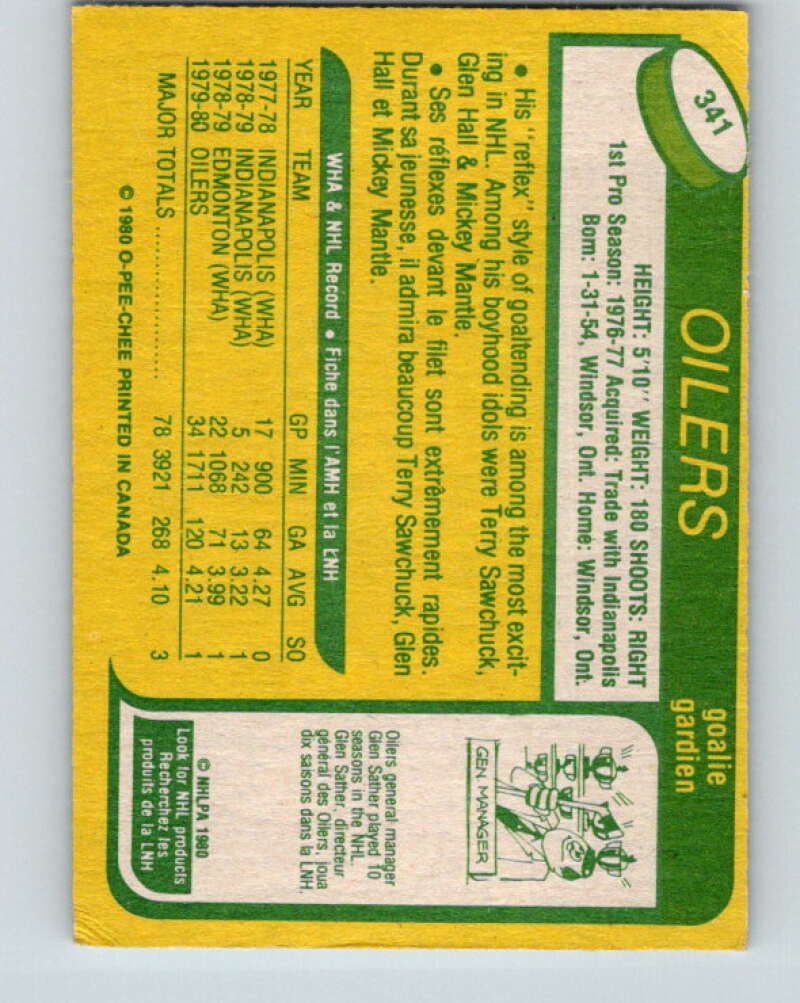 341
OILERS
goalie
gardien
HEIGHT: 5'10" WEIGHT: 180 SHOOTS: RIGHT
1st Pro Season: 1976-77 Acquired: Trade with Indianapolis
Born: 1-31-54, Windsor, Ont. Home: Windsor, Ont.
• His "reflex" style of goaltending is among the most excit-
ing in NHL. Among his boyhood idols were Terry Sawchuck,
Glen Hall & Mickey Mantle.
• Ses réflexes devant le filet sont extrêmement rapides.
Durant sa jeunesse, il admira beaucoup Terry Sawchuck, Glen
Hall et Mickey Mantle.
WHA & NHL Record • Fiche dans l'AMH et la LNH
YEAR TEAM GP MIN GA AVG SO
1977-78 INDIANAPOLIS (WHA) 17 900 64 4.27 0
1978-79 INDIANAPOLIS (WHA) 5 242 13 3.22 1
1978-79 EDMONTON (WHA) 22 1068 71 3.99 1
1979-80 OILERS 34 1711 120 4.21 1
MAJOR TOTALS .......................... 78 3921 268 4.10 3
© 1980 O-PEE-CHEE PRINTED IN CANADA
GEN. MANAGER
Oilers general manager
Glen Sather played 10
seasons in the NHL.
Glen Sather, directeur
général des Oilers, joua
dix saisons dans la LNH.
© NHLPA 1980
Look for NHL products
Recherchez les
produits de la LNH